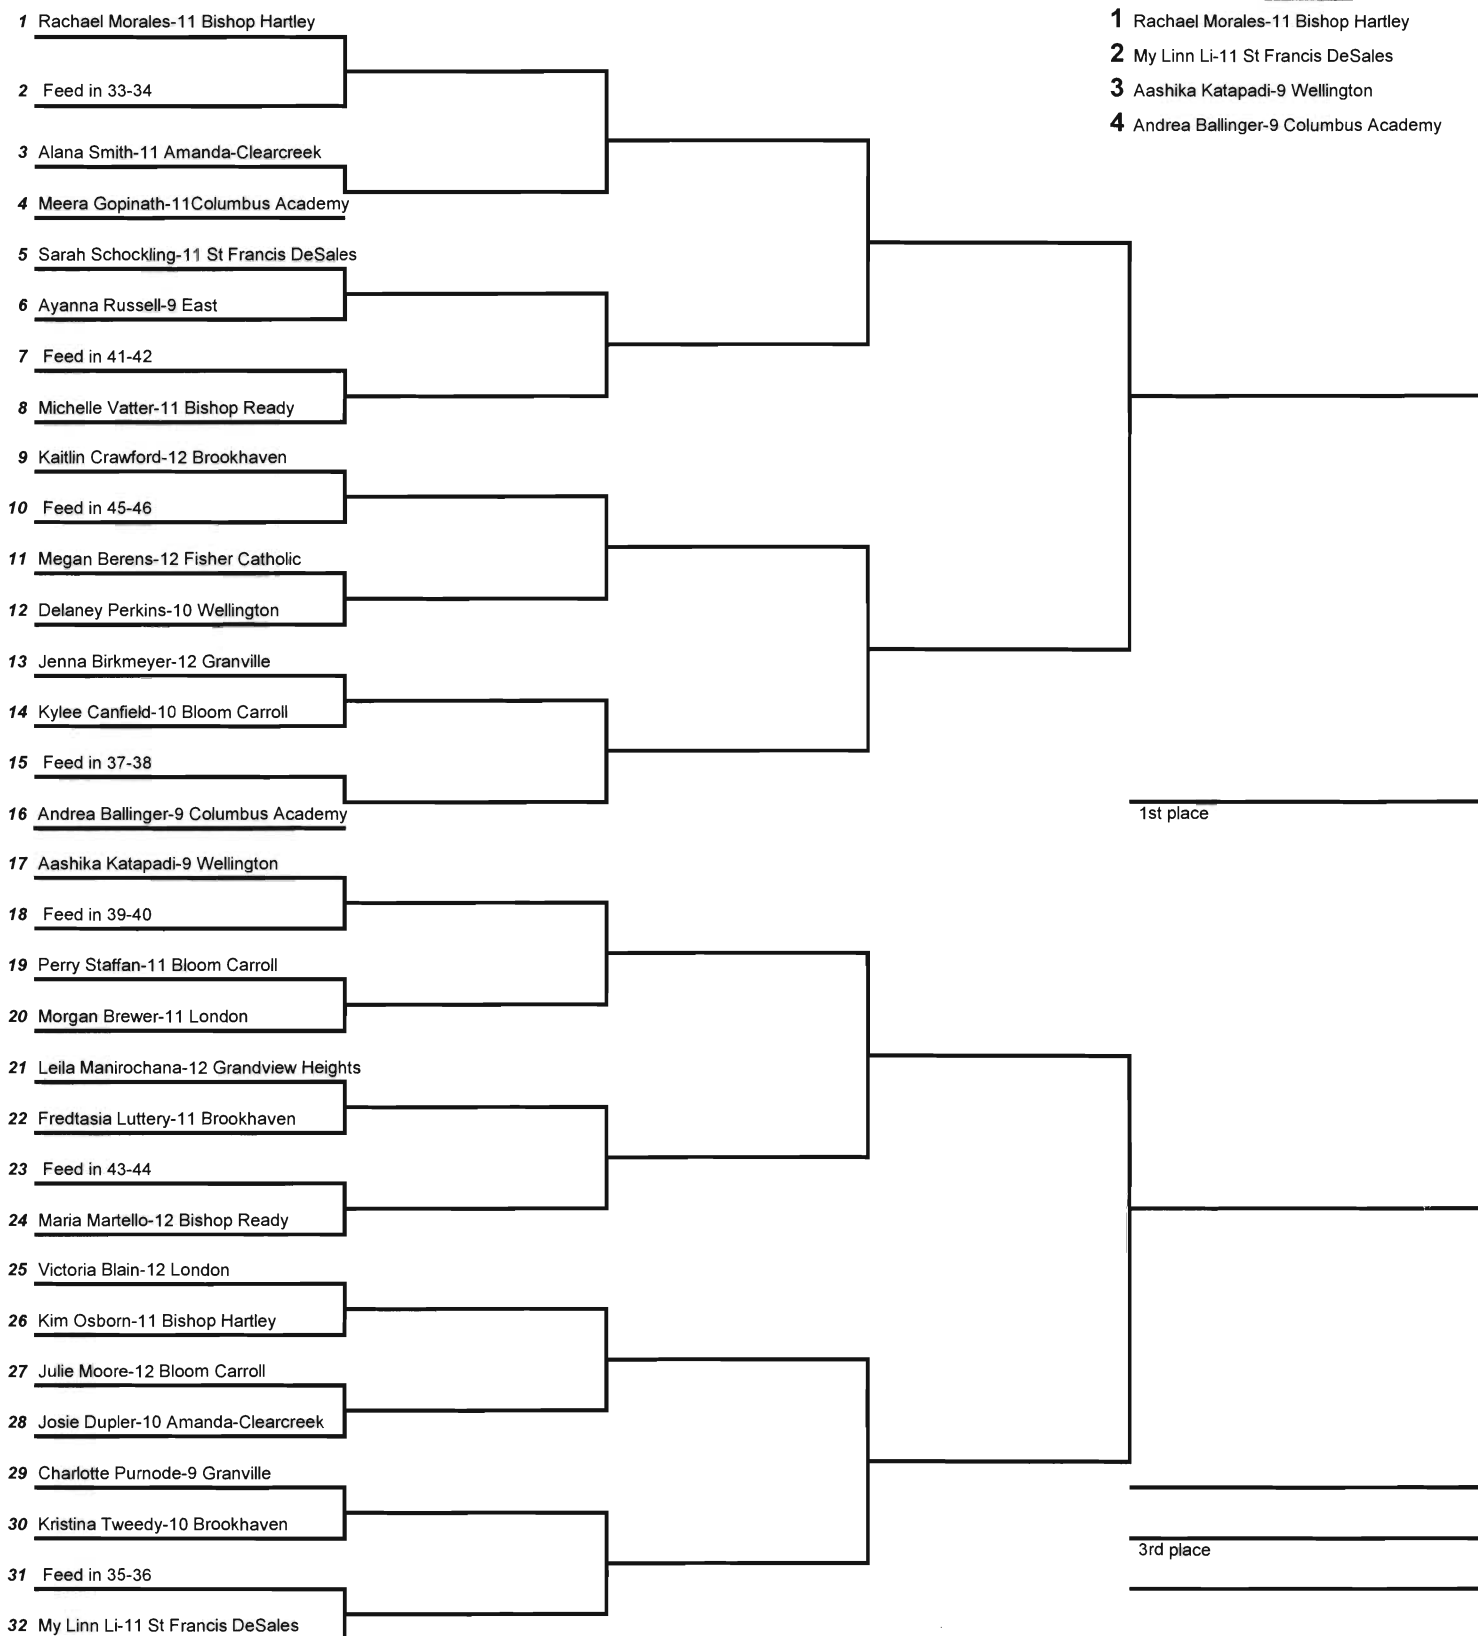 1 Rachael Morales-11 Bishop Hartley
2 Feed in 33-34
3 Alana Smith-11 Amanda-Clearcreek
4 Meera Gopinath-11Columbus Academy
5 Sarah Schockling-11 St Francis DeSales
6 Ayanna Russell-9 East
7 Feed in 41-42
8 Michelle Vatter-11 Bishop Ready
9 Kaitlin Crawford-12 Brookhaven
10 Feed in 45-46
11 Megan Berens-12 Fisher Catholic
12 Delaney Perkins-10 Wellington
13 Jenna Birkmeyer-12 Granville
14 Kylee Canfield-10 Bloom Carroll
15 Feed in 37-38
16 Andrea Ballinger-9 Columbus Academy
17 Aashika Katapadi-9 Wellington
18 Feed in 39-40
19 Perry Staffan-11 Bloom Carroll
20 Morgan Brewer-11 London
21 Leila Manirochana-12 Grandview Heights
22 Fredtasia Luttery-11 Brookhaven
23 Feed in 43-44
24 Maria Martello-12 Bishop Ready
25 Victoria Blain-12 London
26 Kim Osborn-11 Bishop Hartley
27 Julie Moore-12 Bloom Carroll
28 Josie Dupler-10 Amanda-Clearcreek
29 Charlotte Purnode-9 Granville
30 Kristina Tweedy-10 Brookhaven
31 Feed in 35-36
32 My Linn Li-11 St Francis DeSales
1 Rachael Morales-11 Bishop Hartley
2 My Linn Li-11 St Francis DeSales
3 Aashika Katapadi-9 Wellington
4 Andrea Ballinger-9 Columbus Academy
1st place
3rd place